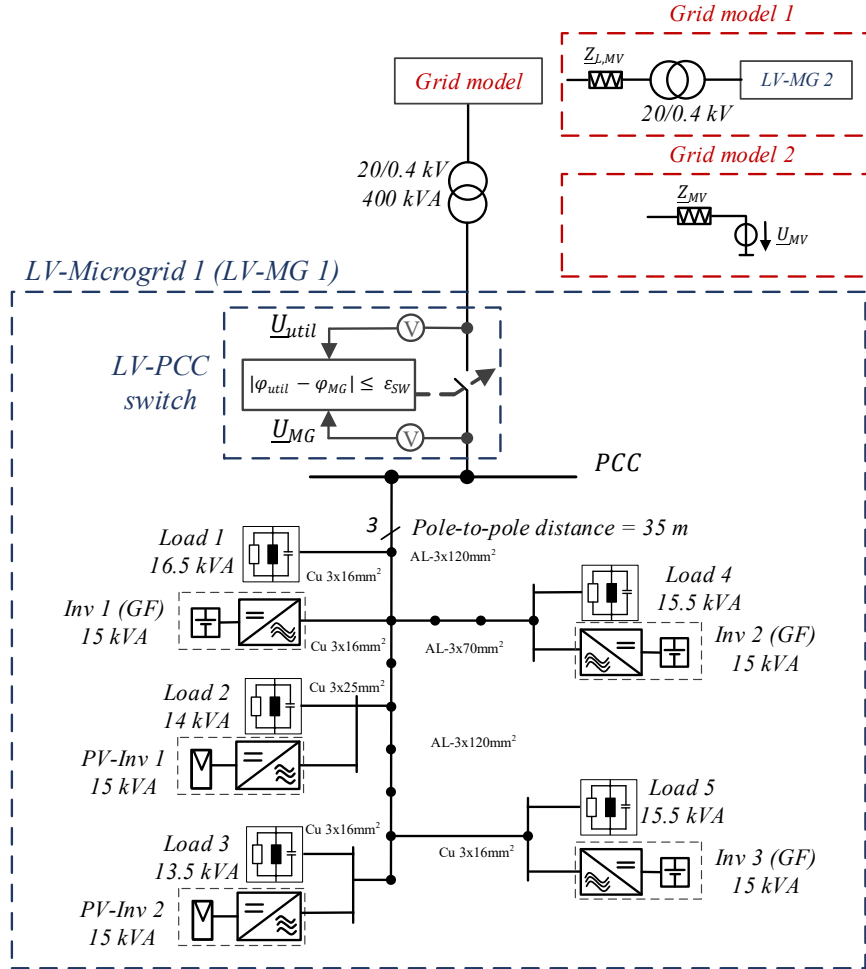 Grid model 1
Z_L,MV
LV-MG 2
20/0.4 kV
Grid model
Grid model 2
Z_MV
U_MV
20/0.4 kV
400 kVA
LV-Microgrid 1 (LV-MG 1)
U_util
V
LV-PCC
switch
|φ_util − φ_MG| ≤ ε_SW
U_MG
V
PCC
3
Pole-to-pole distance = 35 m
Load 1
16.5 kVA
AL-3x120mm²
Cu 3x16mm²
Load 4
15.5 kVA
Inv 1 (GF)
15 kVA
Cu 3x16mm²
AL-3x70mm²
Inv 2 (GF)
15 kVA
Load 2
14 kVA
Cu 3x25mm²
AL-3x120mm²
PV-Inv 1
15 kVA
Load 3
13.5 kVA
Cu 3x16mm²
Cu 3x16mm²
Load 5
15.5 kVA
Inv 3 (GF)
15 kVA
PV-Inv 2
15 kVA